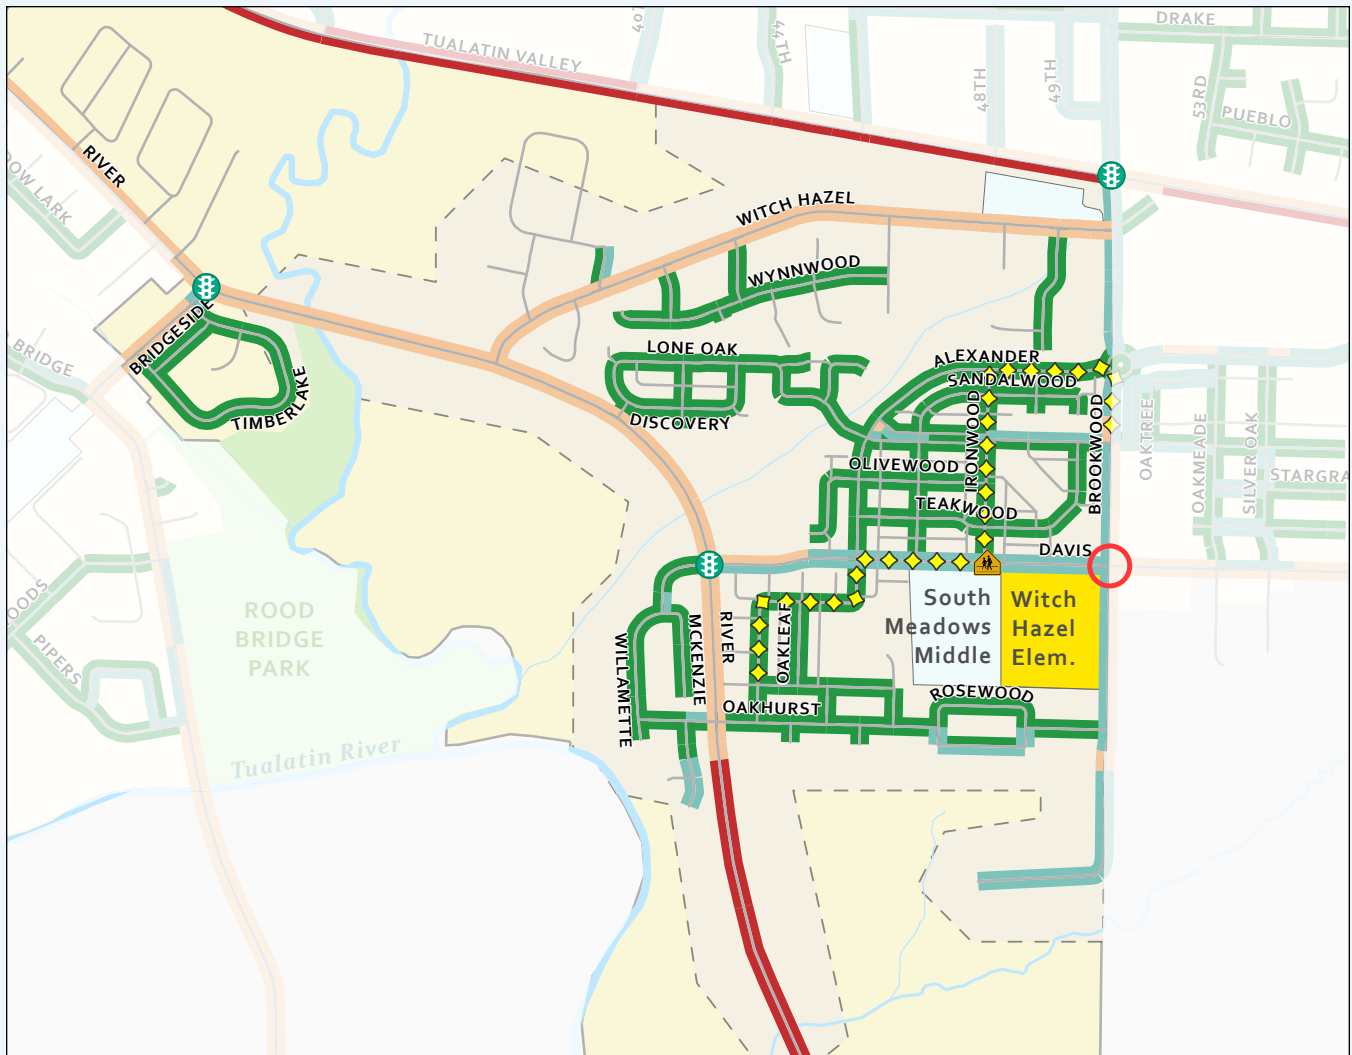 DRAKE
TUALATIN VALLEY
44TH
48TH
49TH
53RD
PUEBLO
RIVER
OW LARK
WITCH HAZEL
WYNNWOOD
BRIDGESIDE
BRIDGE
TIMBERLAKE
LONE OAK
DISCOVERY
ALEXANDER
SANDALWOOD
IRONWOOD
BROOKWOOD
OAKTREE
OAKMEADE
SILVER OAK
STARGRA
OLIVEWOOD
TEAKWOOD
DAVIS
South
Meadows
Middle
Witch
Hazel
Elem.
ROOD
BRIDGE
PARK
OODS
PIPERS
WILLAMETTE
MCKENZIE
RIVER
OAKLEAF
OAKHURST
ROSEWOOD
Tualatin River